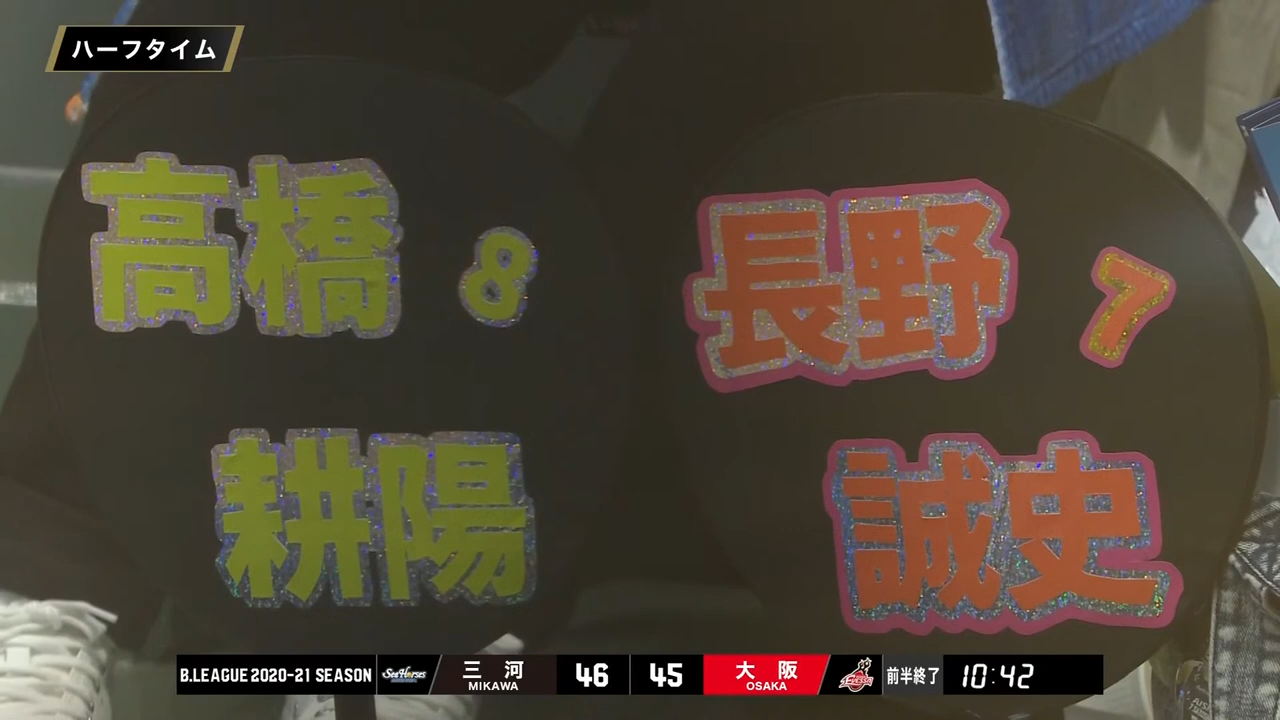 ハーフタイム
高橋 8
耕陽
長野 7
誠史
B.LEAGUE 2020-21 SEASON
SeaHorses
三河
MIKAWA
46
45
大阪
OSAKA
前半終了
10:42